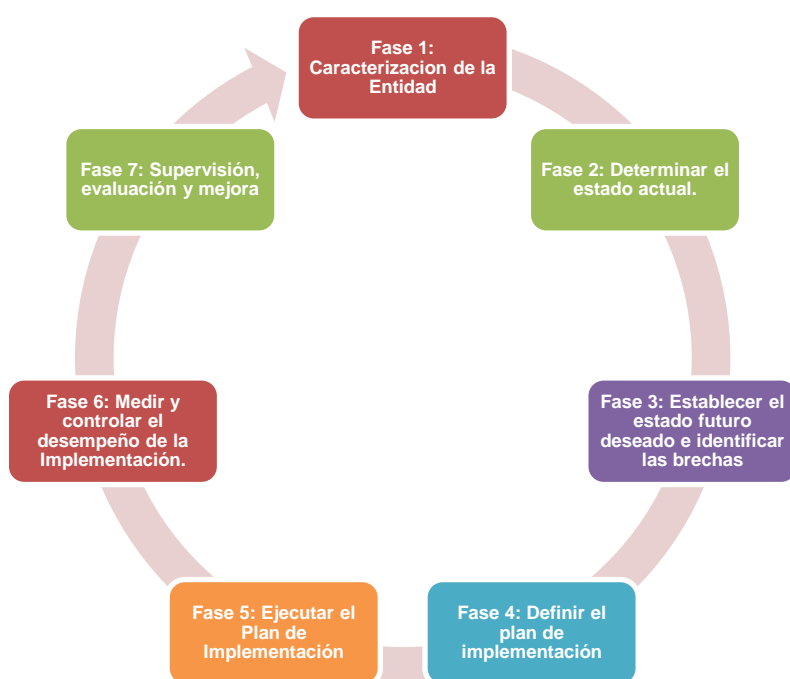 Fase 1:
Caracterizacion de la
Entidad
Fase 2: Determinar el
estado actual.
Fase 3: Establecer el
estado futuro
deseado e identificar
las brechas
Fase 4: Definir el
plan de
implementación
Fase 5: Ejecutar el
Plan de
Implementación
Fase 6: Medir y
controlar el
desempeño de la
Implementación.
Fase 7: Supervisión,
evaluación y mejora